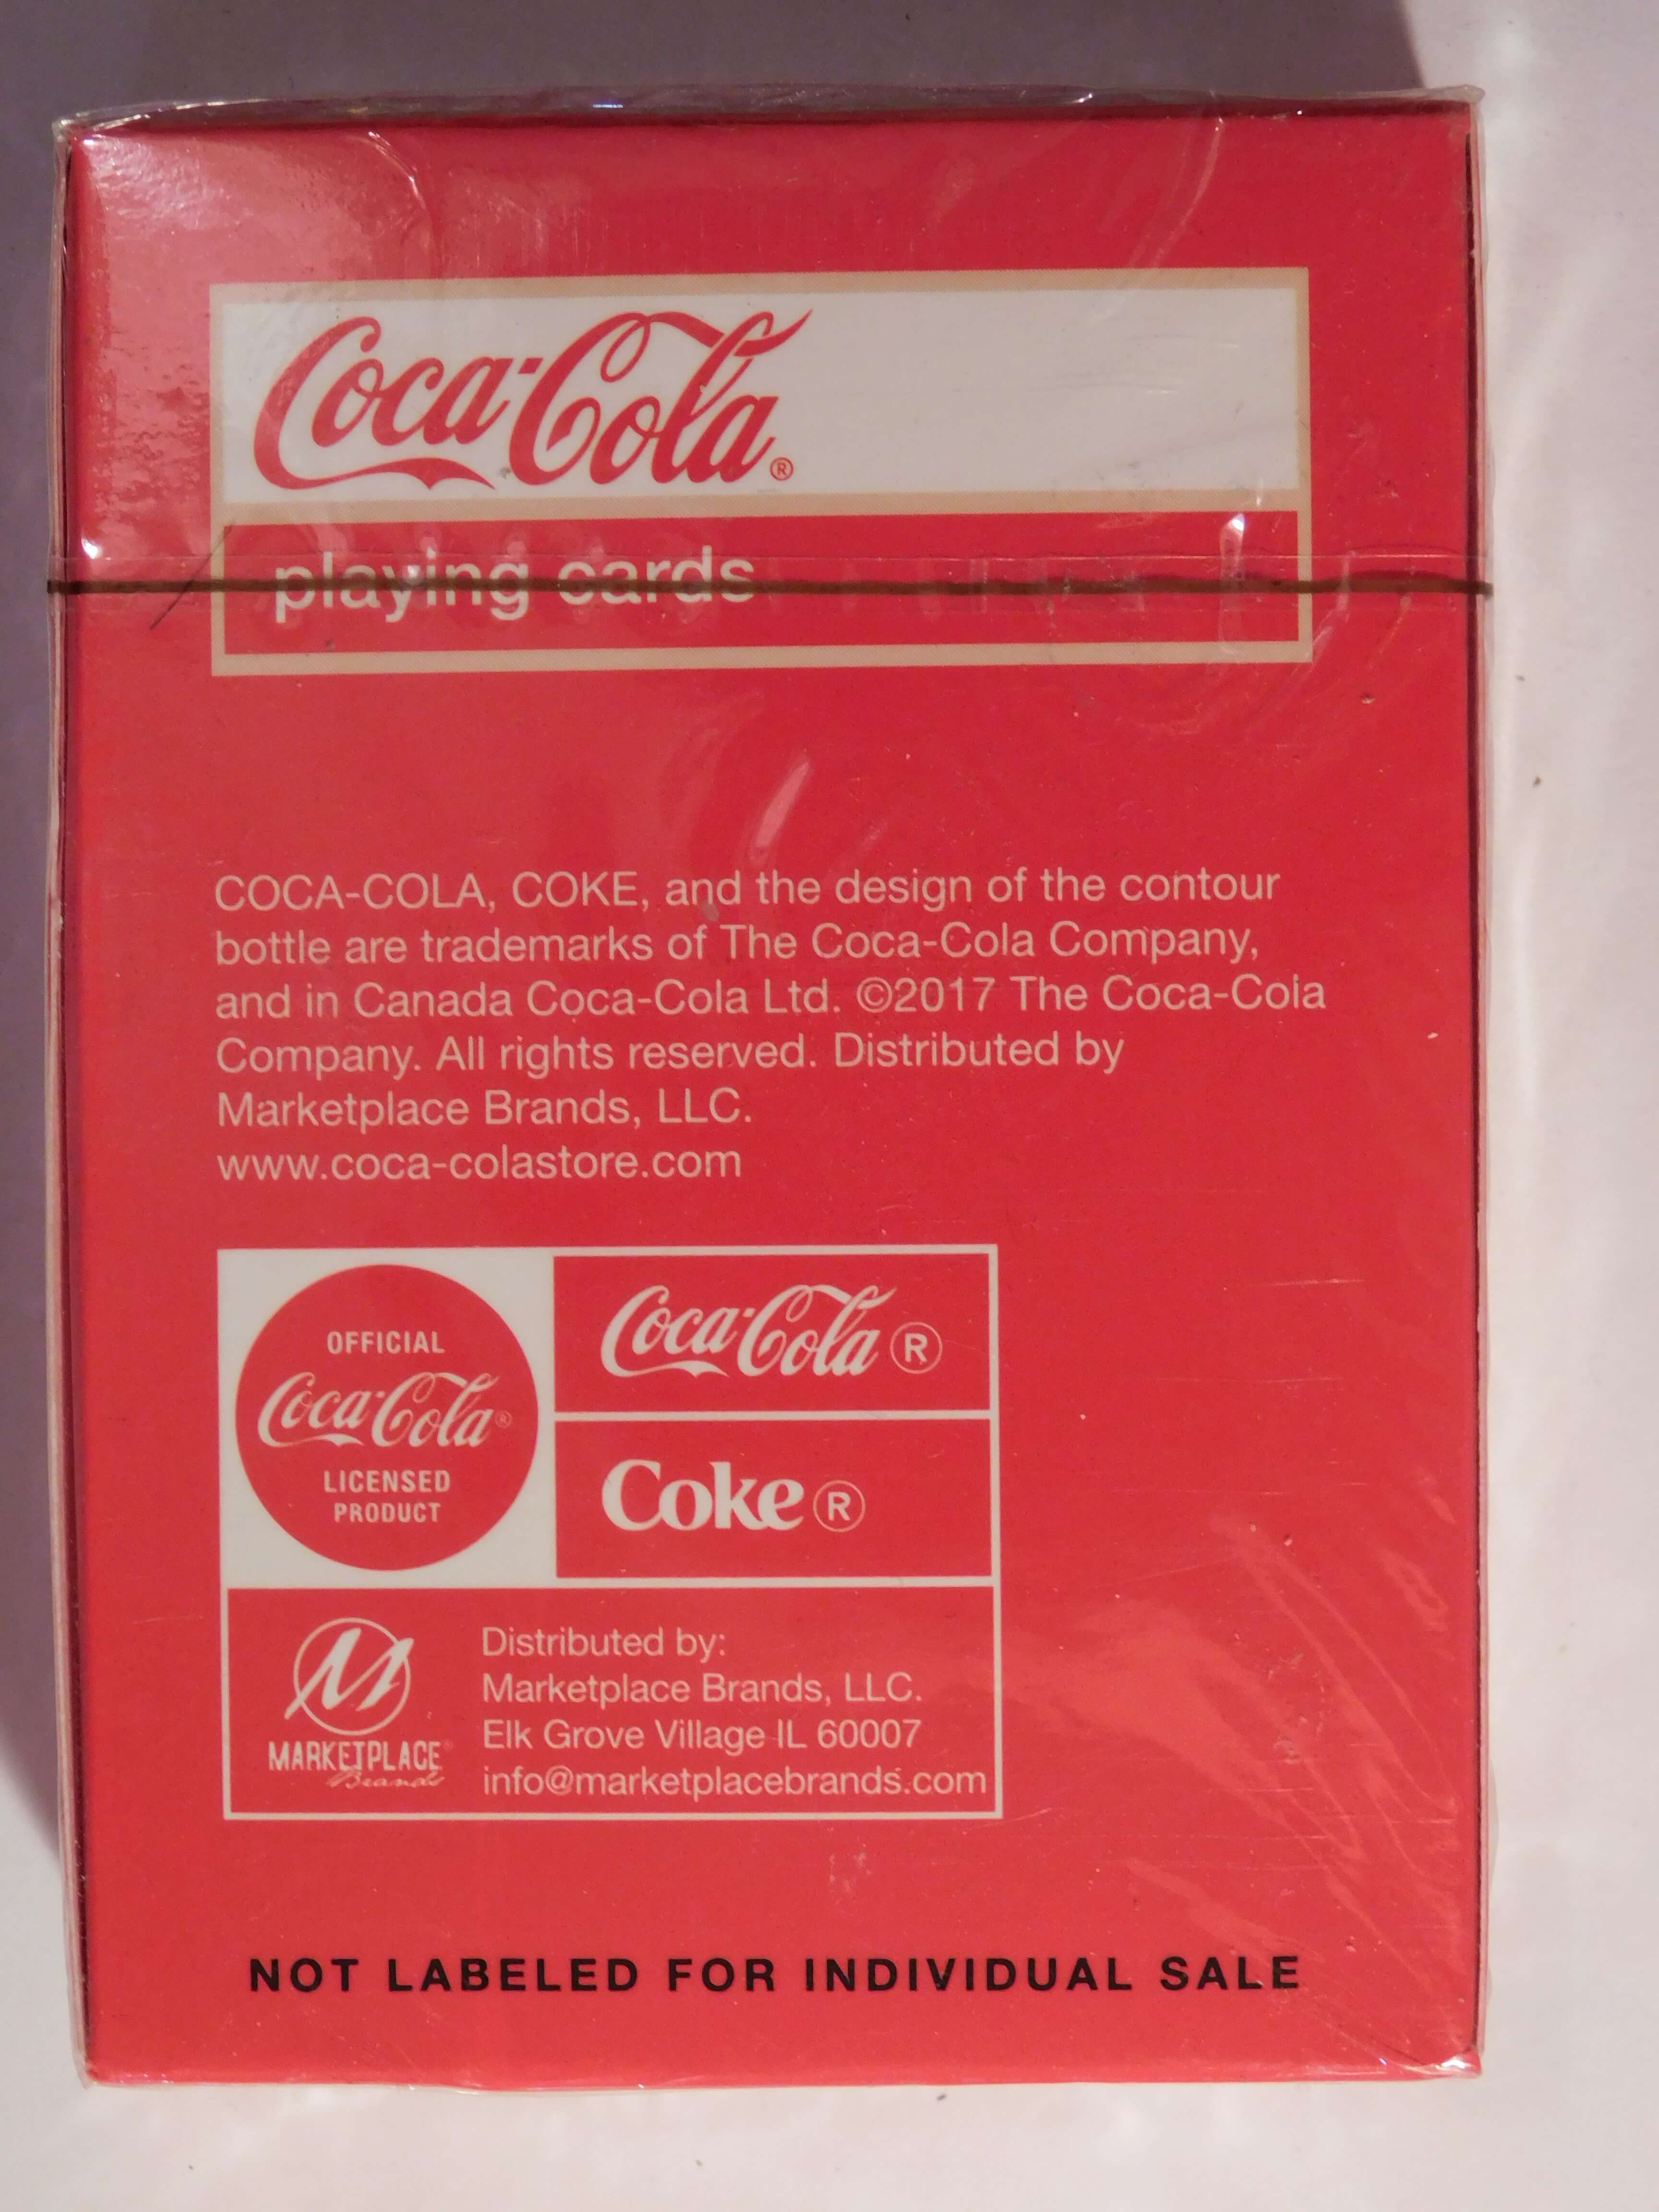 Coca-Cola®
playing cards
COCA-COLA, COKE, and the design of the contour
bottle are trademarks of The Coca-Cola Company,
and in Canada Coca-Cola Ltd. ©2017 The Coca-Cola
Company. All rights reserved. Distributed by
Marketplace Brands, LLC.
www.coca-colastore.com
OFFICIAL
Coca-Cola®
LICENSED
PRODUCT
Coca-Cola®
Coke®
M
MARKETPLACE
Brands
Distributed by:
Marketplace Brands, LLC.
Elk Grove Village IL 60007
info@marketplacebrands.com
NOT LABELED FOR INDIVIDUAL SALE